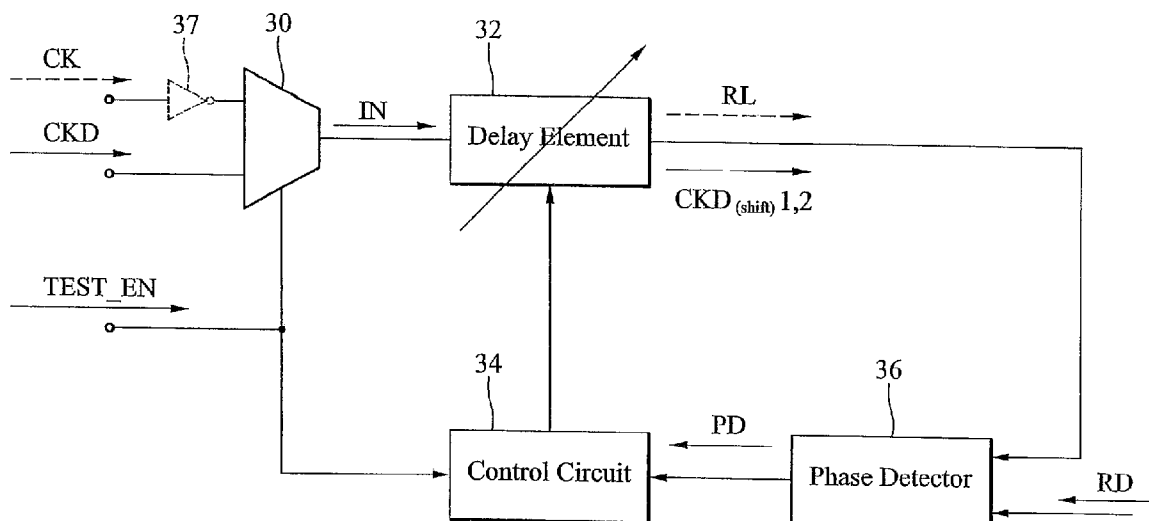 37
30
32
CK
CKD
IN
Delay Element
RL
CKD (shift) 1,2
TEST_EN
34
36
PD
Control Circuit
Phase Detector
RD